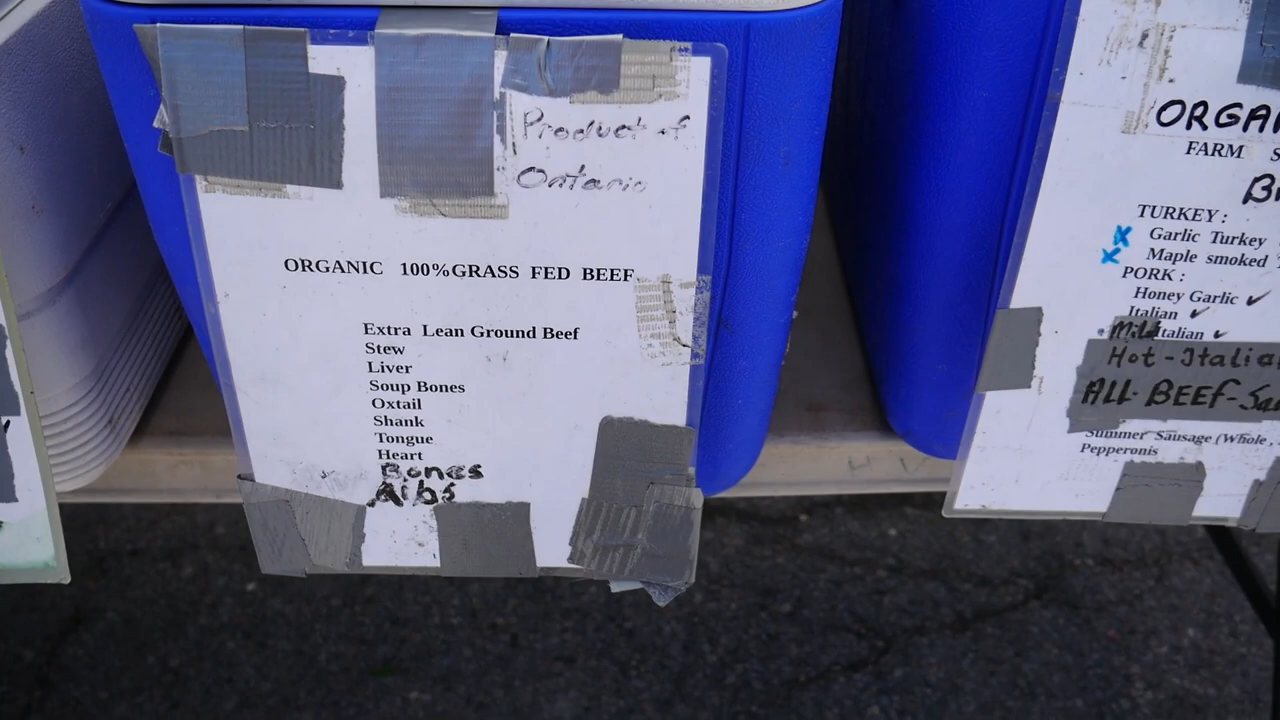 Product of
Ontario
ORGANIC 100%GRASS FED BEEF
Extra Lean Ground Beef
Stew
Liver
Soup Bones
Oxtail
Shank
Tongue
Heart
Bones
Ribs
ORGA
FARM S
TURKEY :
Garlic Turkey
Maple smoked
PORK :
Honey Garlic ✓
Italian ✓
Mild Italian ✓
Hot-Italia
ALL-BEEF-Sau
Summer Sausage (Whole,
Pepperonis